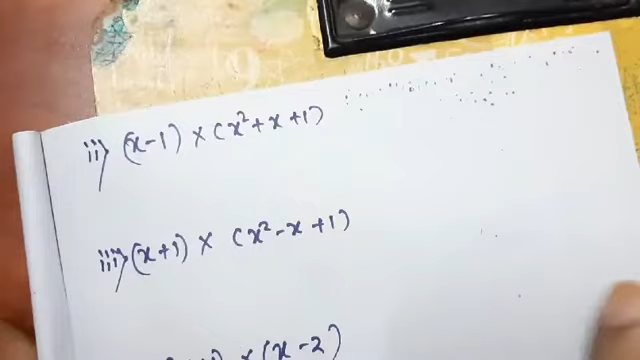 ii) (x-1) × (x²+x+1)
iii) (x+1) × (x²-x+1)
× (x-2)